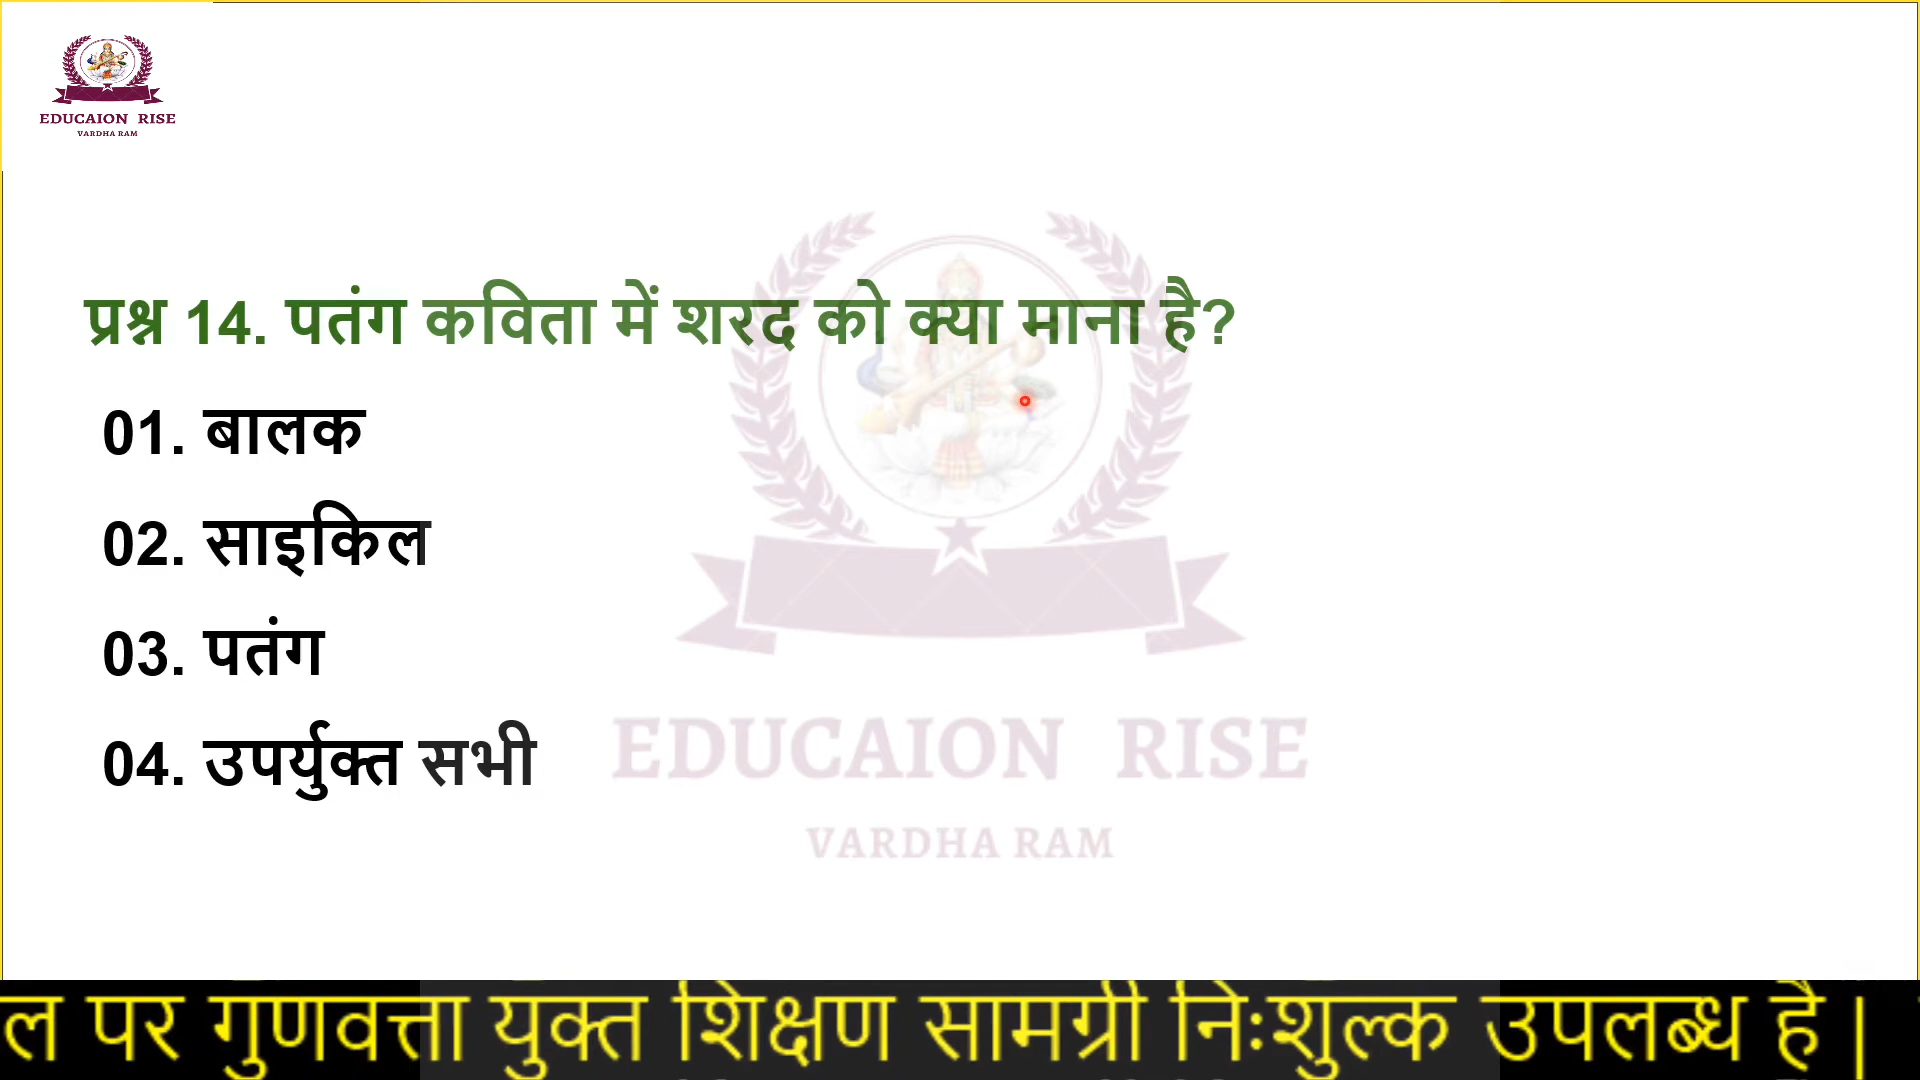 EDUCAION RISE
VARDHA RAM
प्रश्न 14. पतंग कविता में शरद को क्या माना है?
01. बालक
02. साइकिल
03. पतंग
04. उपर्युक्त सभी
EDUCAION RISE
VARDHA RAM
ल पर गुणवत्ता युक्त शिक्षण सामग्री निःशुल्क उपलब्ध है |